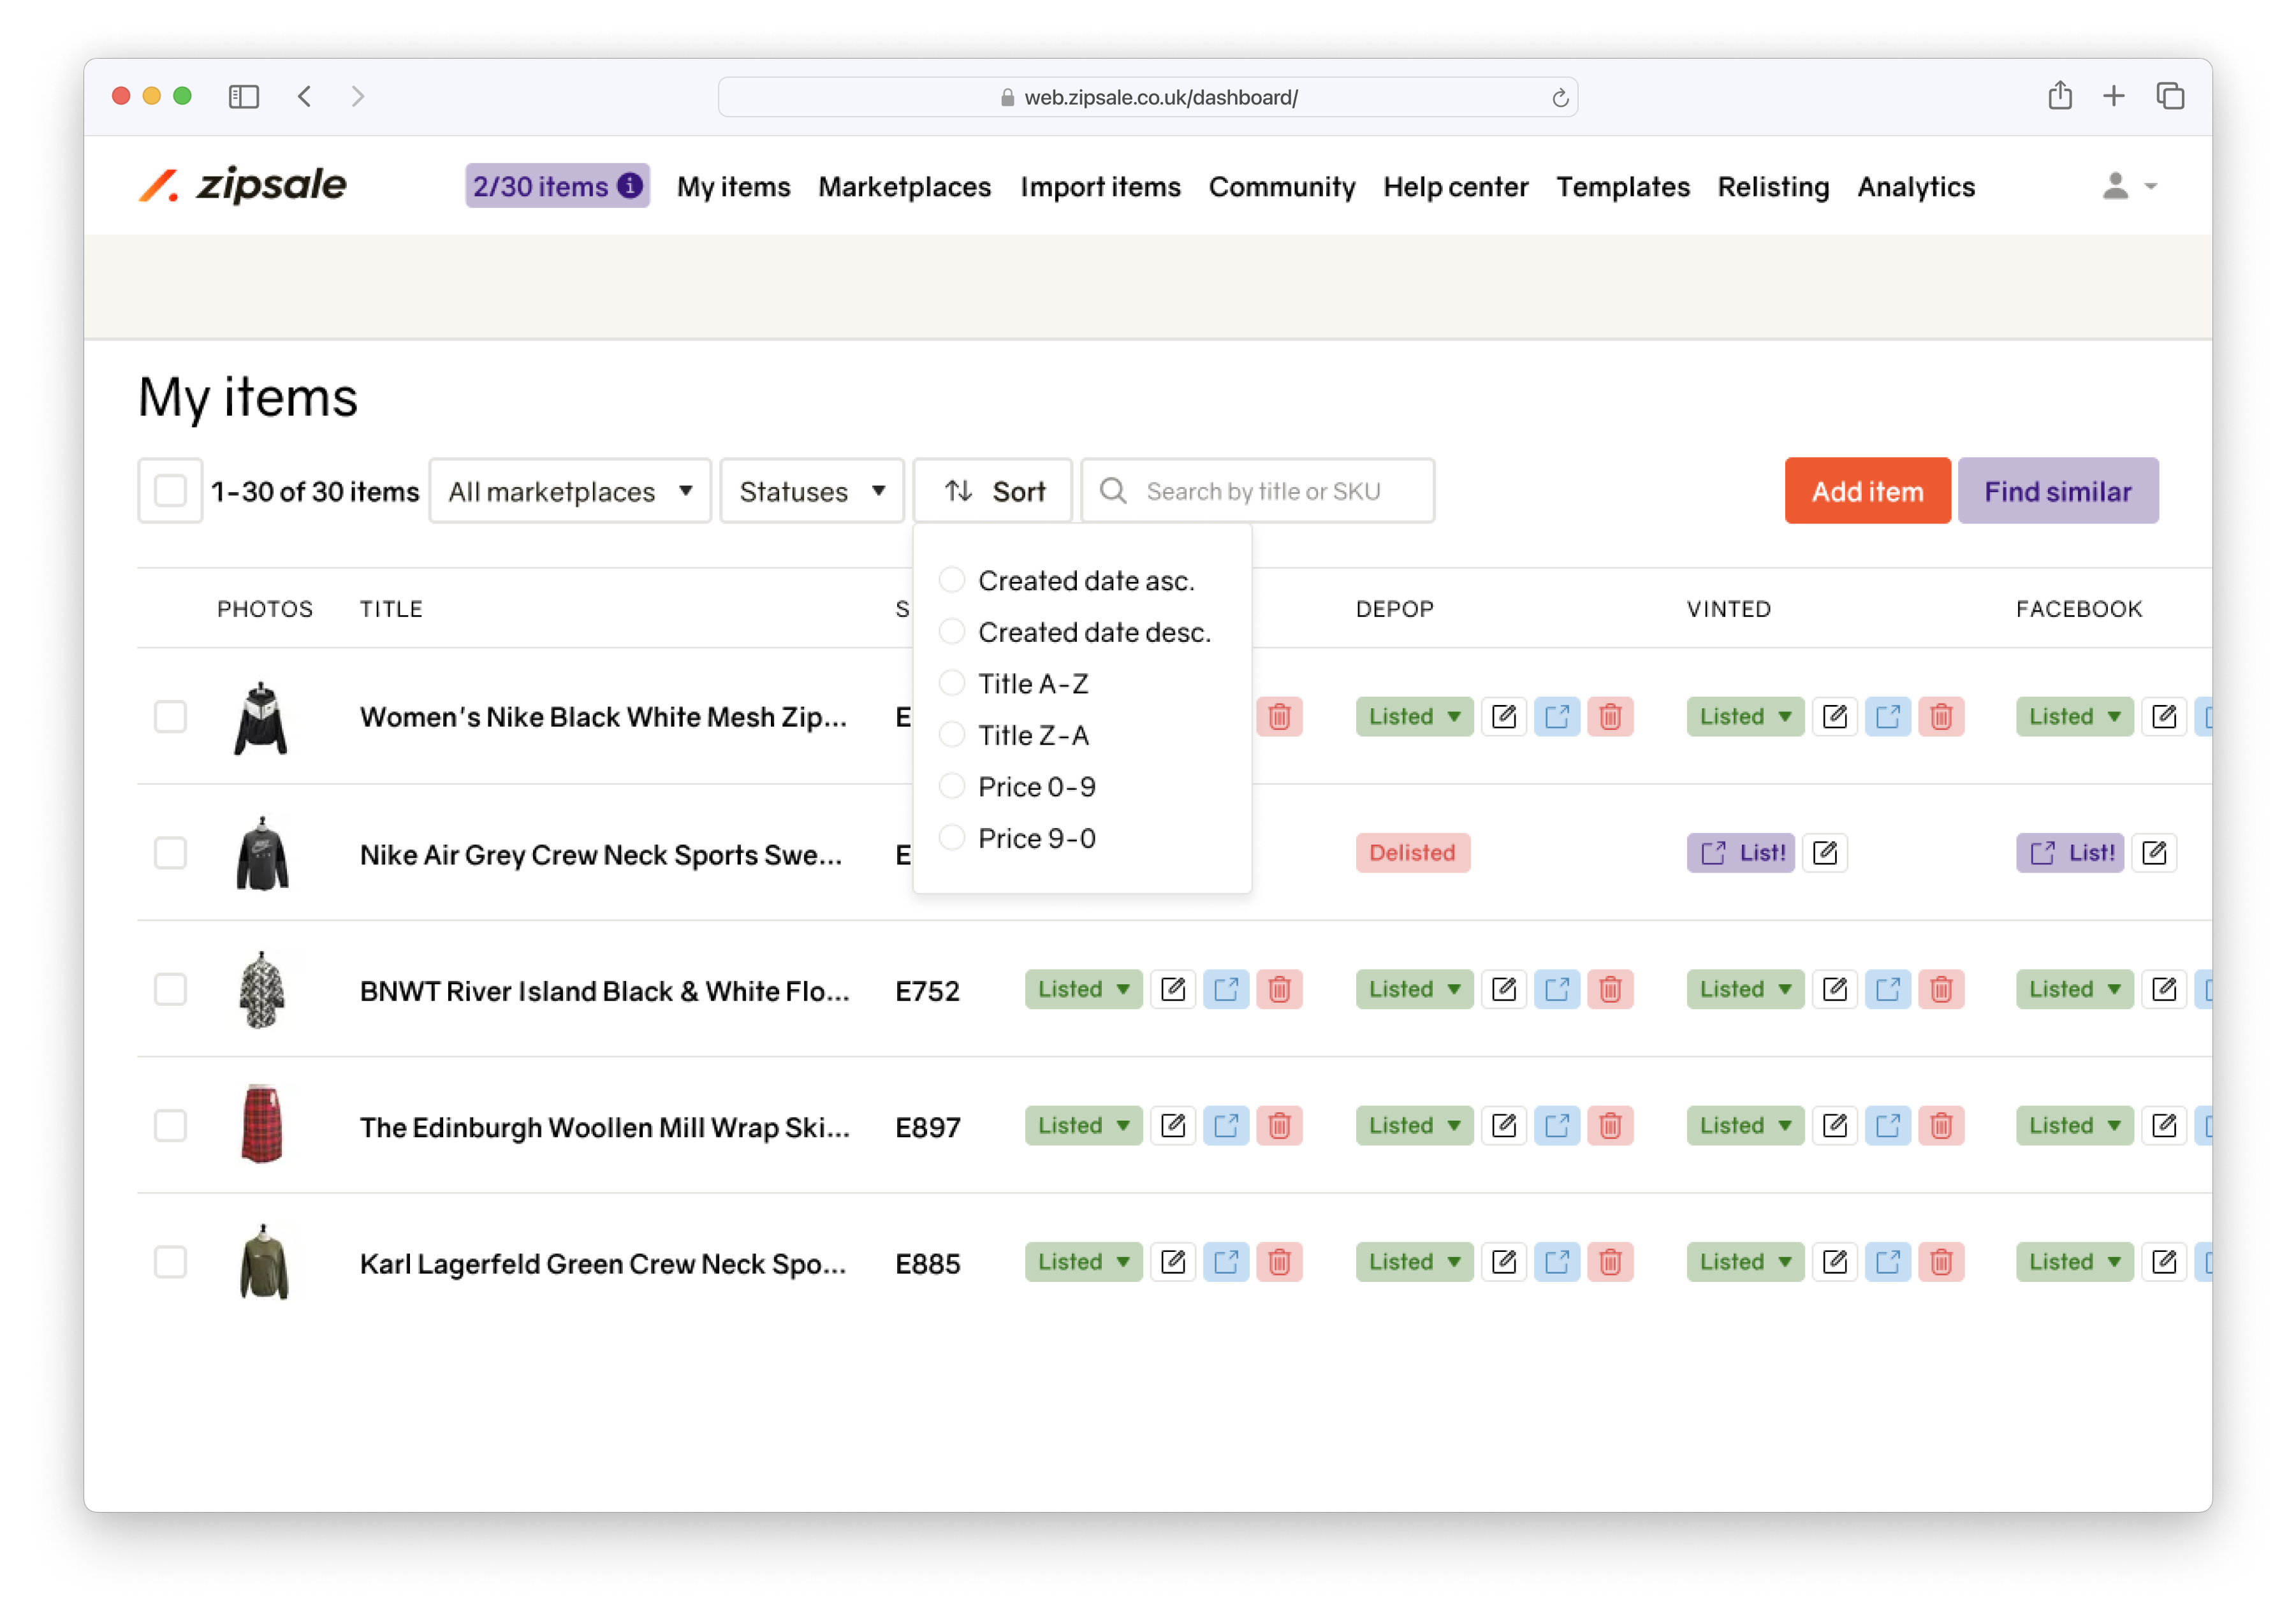 web.zipsale.co.uk/dashboard/
zipsale
2/30 items My items Marketplaces Import items Community Help center Templates Relisting Analytics
My items
1-30 of 30 items All marketplaces Statuses Sort Search by title or SKU Add item Find similar
Created date asc.
Created date desc.
Title A-Z
Title Z-A
Price 0-9
Price 9-0
PHOTOS TITLE S DEPOP VINTED FACEBOOK
Women's Nike Black White Mesh Zip... E Listed Listed Listed
Nike Air Grey Crew Neck Sports Swe... E Delisted List! List!
BNWT River Island Black & White Flo... E752 Listed Listed Listed Listed
The Edinburgh Woollen Mill Wrap Ski... E897 Listed Listed Listed Listed
Karl Lagerfeld Green Crew Neck Spo... E885 Listed Listed Listed Listed